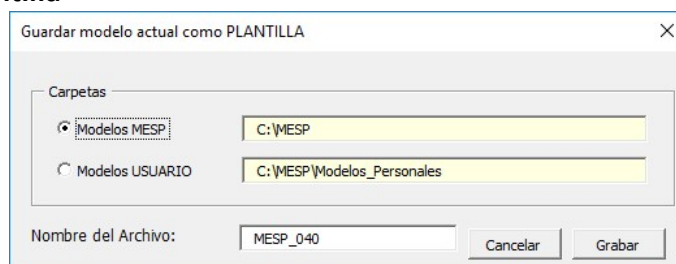 Guardar modelo actual como PLANTILLA
Carpetas
Modelos MESP C:\MESP
Modelos USUARIO C:\MESP\Modelos_Personales
Nombre del Archivo: MESP_040 Cancelar Grabar